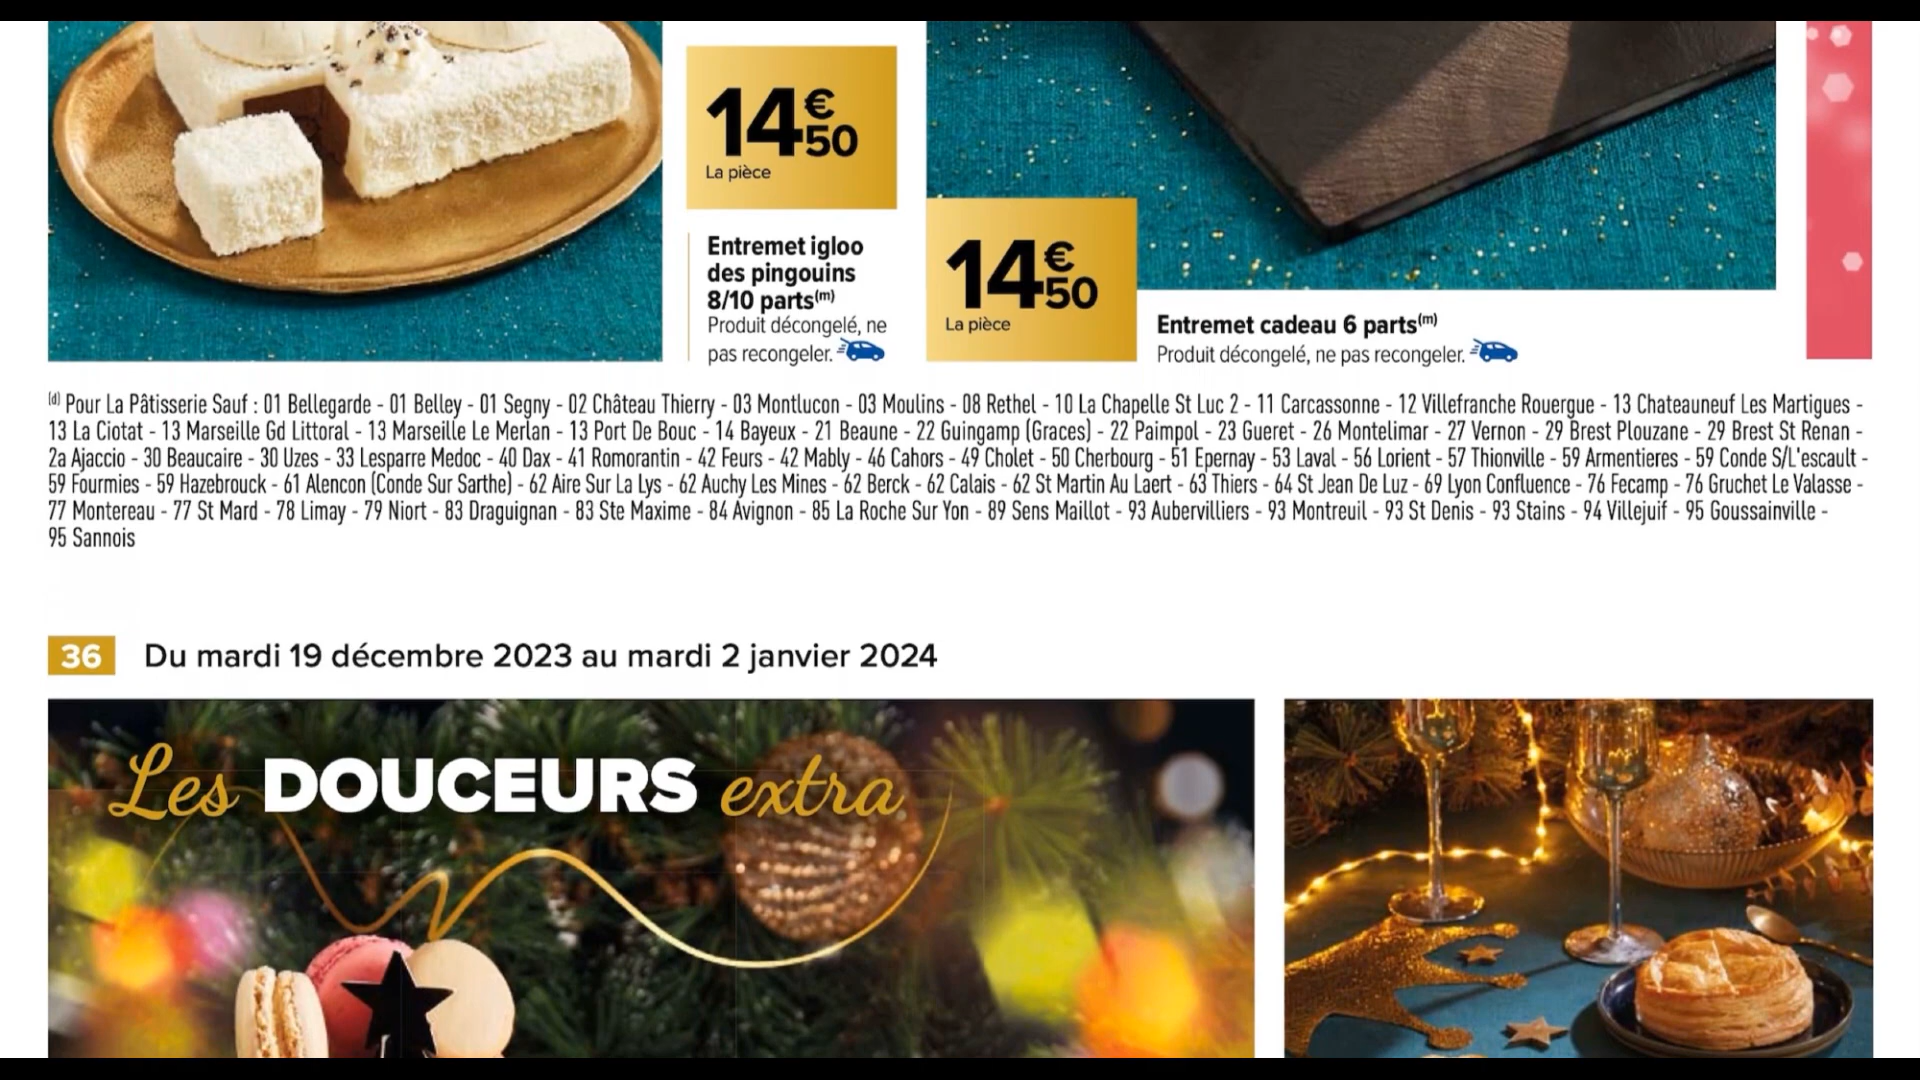 14€50
La pièce
Entremet igloo
des pingouins
8/10 parts(m)
Produit décongelé, ne
pas recongeler.
14€50
La pièce
Entremet cadeau 6 parts(m)
Produit décongelé, ne pas recongeler.
(d) Pour La Pâtisserie Sauf : 01 Bellegarde - 01 Belley - 01 Segny - 02 Château Thierry - 03 Montlucon - 03 Moulins - 08 Rethel - 10 La Chapelle St Luc 2 - 11 Carcassonne - 12 Villefranche Rouergue - 13 Chateauneuf Les Martigues -
13 La Ciotat - 13 Marseille Gd Littoral - 13 Marseille Le Merlan - 13 Port De Bouc - 14 Bayeux - 21 Beaune - 22 Guingamp (Graces) - 22 Paimpol - 23 Gueret - 26 Montelimar - 27 Vernon - 29 Brest Plouzane - 29 Brest St Renan -
2a Ajaccio - 30 Beaucaire - 30 Uzes - 33 Lesparre Medoc - 40 Dax - 41 Romorantin - 42 Feurs - 42 Mably - 46 Cahors - 49 Cholet - 50 Cherbourg - 51 Epernay - 53 Laval - 56 Lorient - 57 Thionville - 59 Armentieres - 59 Conde S/L'escault -
59 Fourmies - 59 Hazebrouck - 61 Alencon (Conde Sur Sarthe) - 62 Aire Sur La Lys - 62 Auchy Les Mines - 62 Berck - 62 Calais - 62 St Martin Au Laert - 63 Thiers - 64 St Jean De Luz - 69 Lyon Confluence - 76 Fecamp - 76 Gruchet Le Valasse -
77 Montereau - 77 St Mard - 78 Limay - 79 Niort - 83 Draguignan - 83 Ste Maxime - 84 Avignon - 85 La Roche Sur Yon - 89 Sens Maillot - 93 Aubervilliers - 93 Montreuil - 93 St Denis - 93 Stains - 94 Villejuif - 95 Goussainville -
95 Sannois
36 Du mardi 19 décembre 2023 au mardi 2 janvier 2024
Les DOUCEURS extra